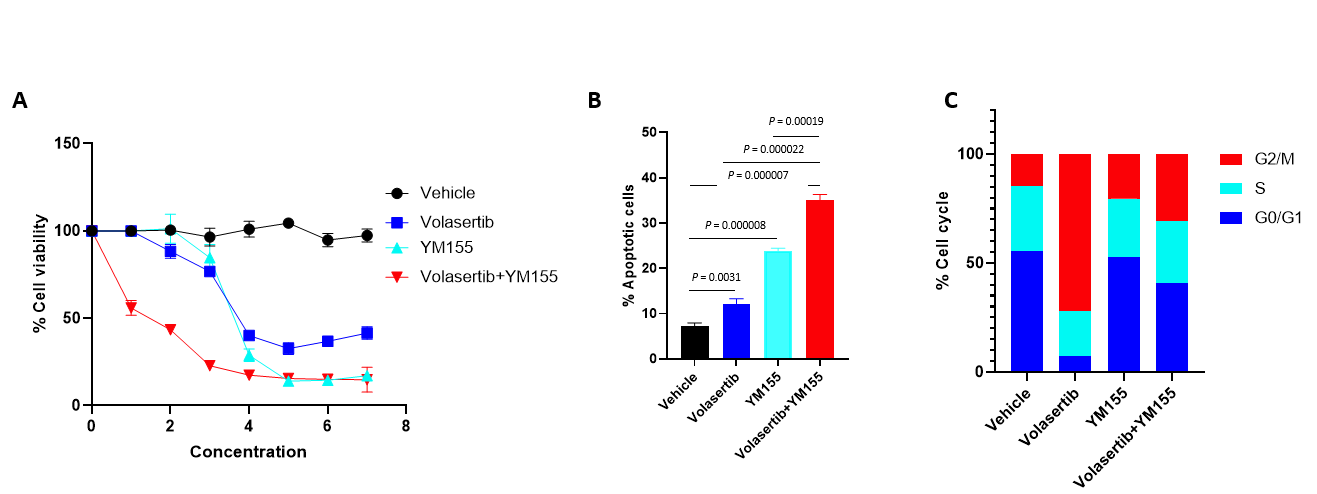 A
% Cell viability
150
100
50
0
0 2 4 6 8
Concentration
Vehicle
Volasertib
YM155
Volasertib+YM155
B
% Apoptotic cells
50
40
30
20
10
0
P = 0.00019
P = 0.000022
P = 0.000007
P = 0.000008
P = 0.0031
Vehicle
Volasertib
YM155
Volasertib+YM155
C
% Cell cycle
100
50
0
Vehicle
Volasertib
YM155
Volasertib+YM155
G2/M
S
G0/G1